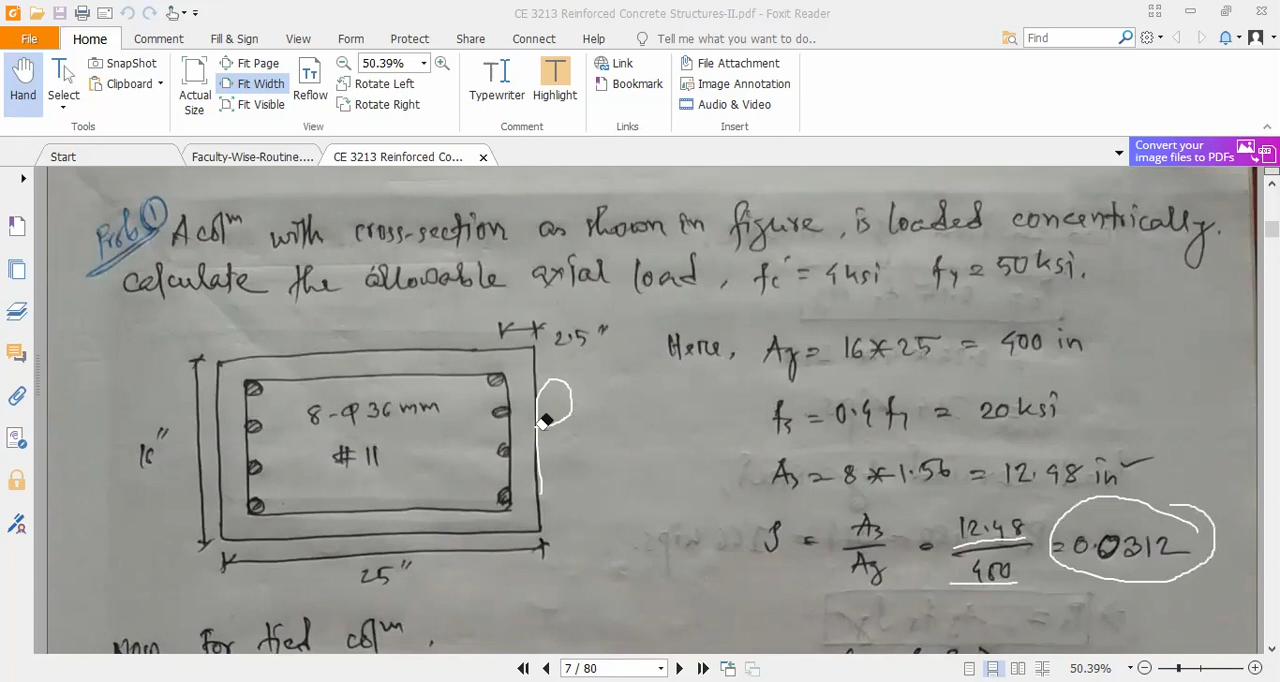 CE 3213 Reinforced Concrete Structures-II.pdf - Foxit Reader
File Home Comment Fill & Sign View Form Protect Share Connect Help Tell me what you want to do.. Find
Hand
Select
SnapShot
Clipboard
Tools
Actual Size
Fit Page
Fit Width
Fit Visible
Reflow
50.39%
Rotate Left
Rotate Right
View
Typewriter
Highlight
Comment
Link
Bookmark
Links
File Attachment
Image Annotation
Audio & Video
Insert
Start
Faculty-Wise-Routine....
CE 3213 Reinforced Co...
Convert your
image files to PDFs
PDF
Prob ①
A colᵐ with cross-section as shown in figure, is loaded concentrically.
calculate the allowable axial load, fc' = 4ksi fy = 50ksi.
2.5"
8-φ36mm
#11
16"
25"
Here, Ag = 16*25 = 400 in
fs = 0.4 fy = 20ksi
As = 8*1.56 = 12.48 in²
ρ = As/Ag = 12.48/400 = 0.0312
Now For tied colᵐ,
7 / 80
50.39%